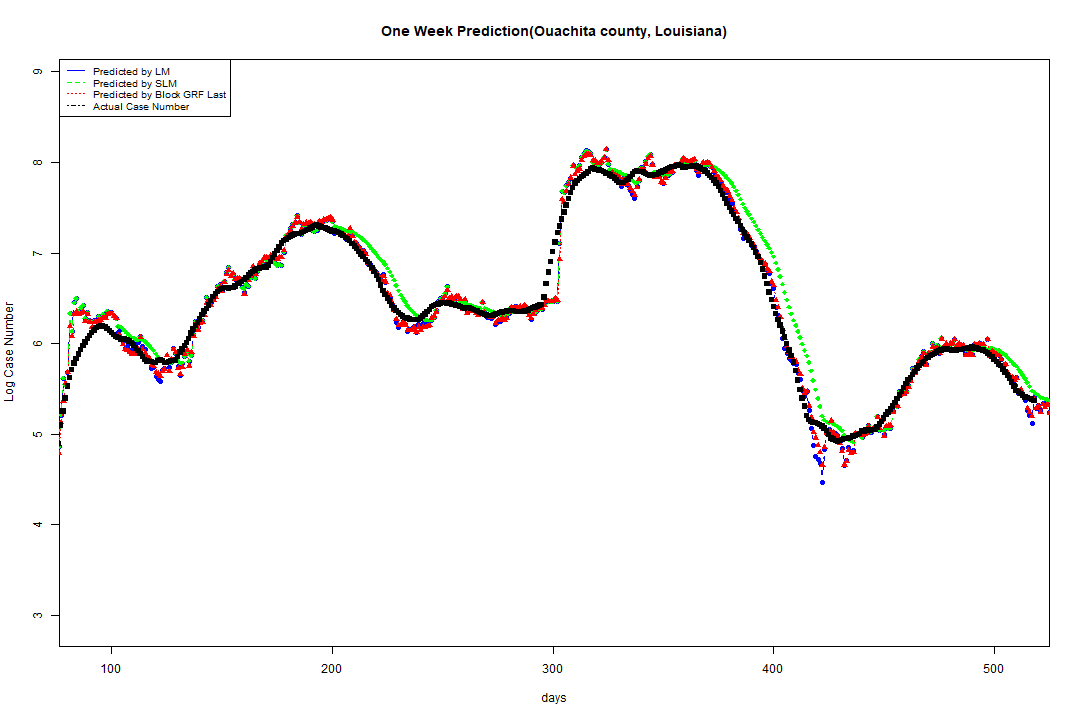 One Week Prediction(Ouachita county, Louisiana)
Predicted by LM
Predicted by SLM
Predicted by Block GRF Last
Actual Case Number
9
8
7
6
5
4
3
Log Case Number
100 200 300 400 500
days